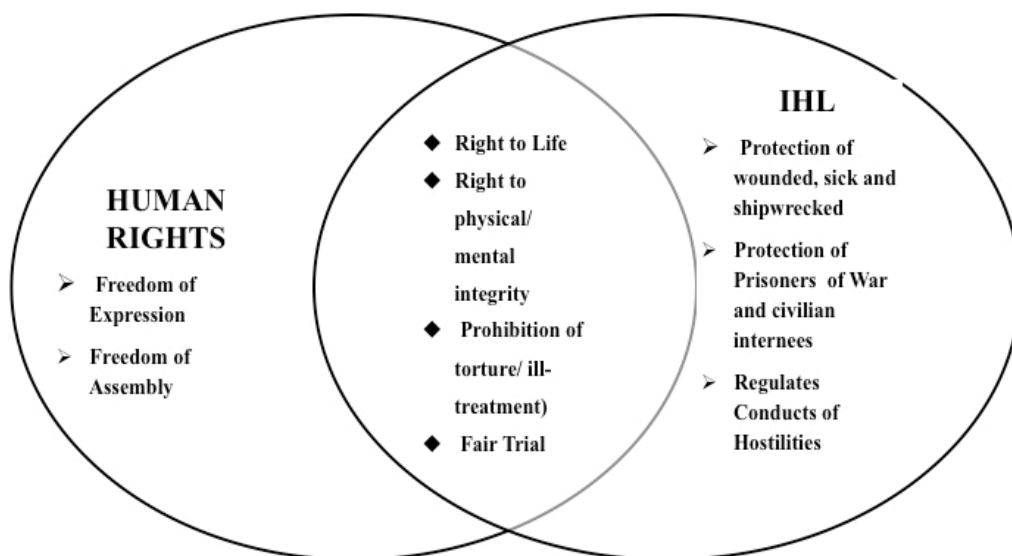 HUMAN
RIGHTS
➢ Freedom of
Expression
➢ Freedom of
Assembly
◆ Right to Life
◆ Right to
physical/
mental
integrity
◆ Prohibition of
torture/ ill-
treatment)
◆ Fair Trial
IHL
➢ Protection of
wounded, sick and
shipwrecked
➢ Protection of
Prisoners of War
and civilian
internees
➢ Regulates
Conducts of
Hostilities